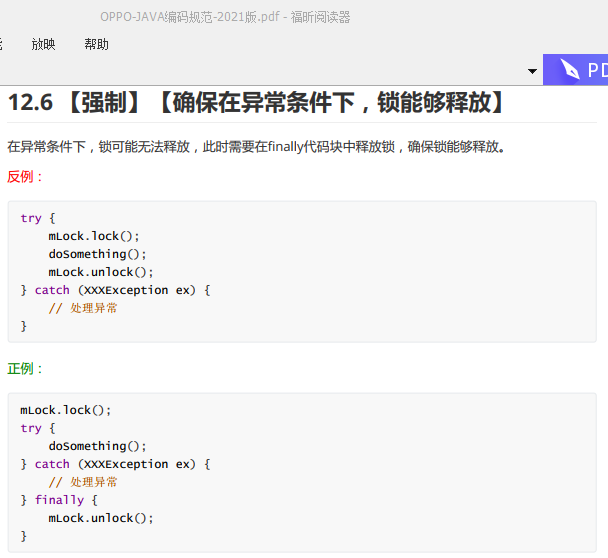 OPPO-JAVA编码规范-2021版.pdf - 福昕阅读器
放映 帮助
PD
12.6 【强制】【确保在异常条件下，锁能够释放】
在异常条件下，锁可能无法释放，此时需要在finally代码块中释放锁，确保锁能够释放。
反例：
try {
    mLock.lock();
    doSomething();
    mLock.unlock();
} catch (XXXException ex) {
    // 处理异常
}
正例：
mLock.lock();
try {
    doSomething();
} catch (XXXException ex) {
    // 处理异常
} finally {
    mLock.unlock();
}